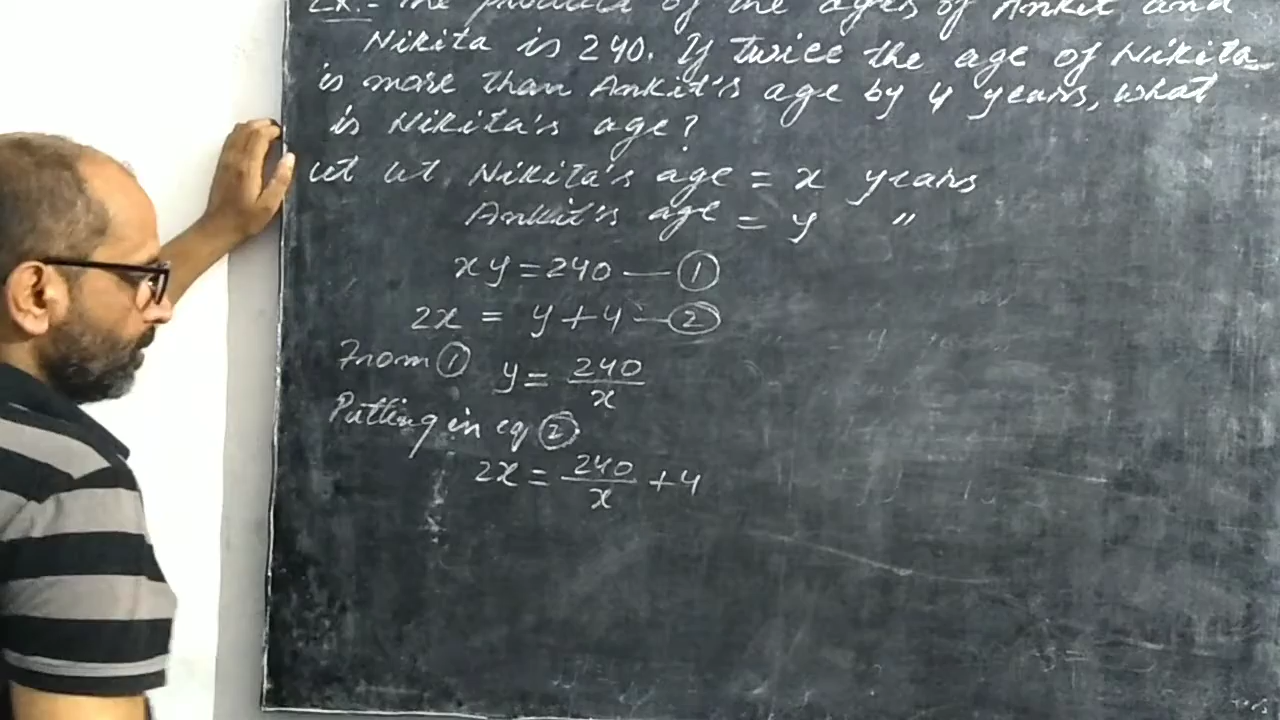 Ex:- The product of the ages of Ankit and
Nikita is 240. If twice the age of Nikita
is more than Ankit's age by 4 years, what
is Nikita's age?
Nikita's age = x years
Ankit's age = y "
xy = 240 — ①
2x = y + 4 — ②
From ① y = 240/x
Putting in eq ②
2x = 240/x + 4